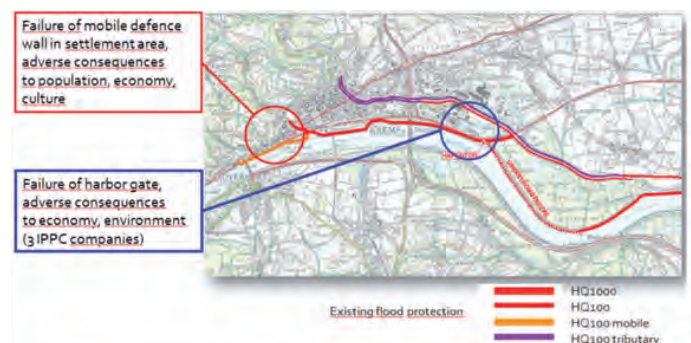 Failure of mobile defence
wall in settlement area,
adverse consequences
to population, economy,
culture
Failure of harbor gate,
adverse consequences
to economy, environment
(3 IPPC companies)
KREMS
Existing flood protection
HQ1000
HQ100
HQ100 mobile
HQ100 tributary